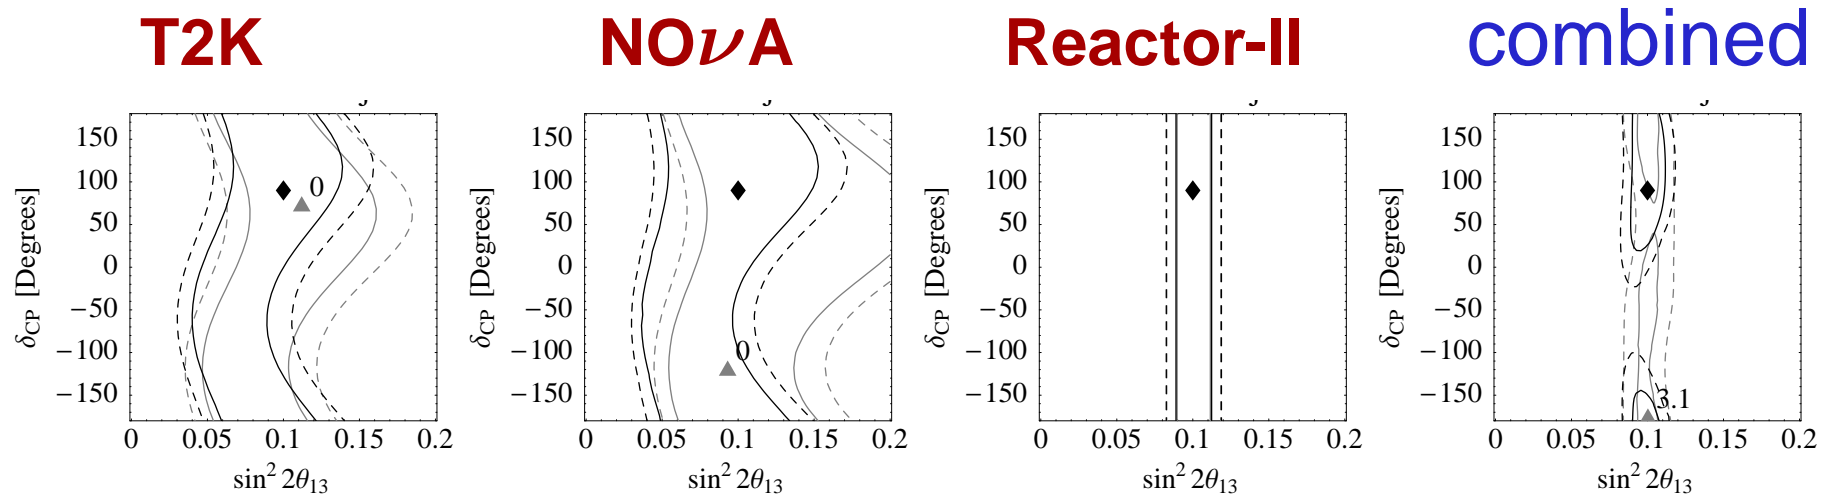 T2K NOνA Reactor-II combined
150 150 150 150
100 100 100 100
50 50 50 50
0 0 0 0
−50 −50 −50 −50
−100 −100 −100 −100
−150 −150 −150 −150
δCP [Degrees] δCP [Degrees] δCP [Degrees] δCP [Degrees]
0 0 3.1
0 0.05 0.1 0.15 0.2 0 0.05 0.1 0.15 0.2 0 0.05 0.1 0.15 0.2 0 0.05 0.1 0.15 0.2
sin² 2θ13 sin² 2θ13 sin² 2θ13 sin² 2θ13